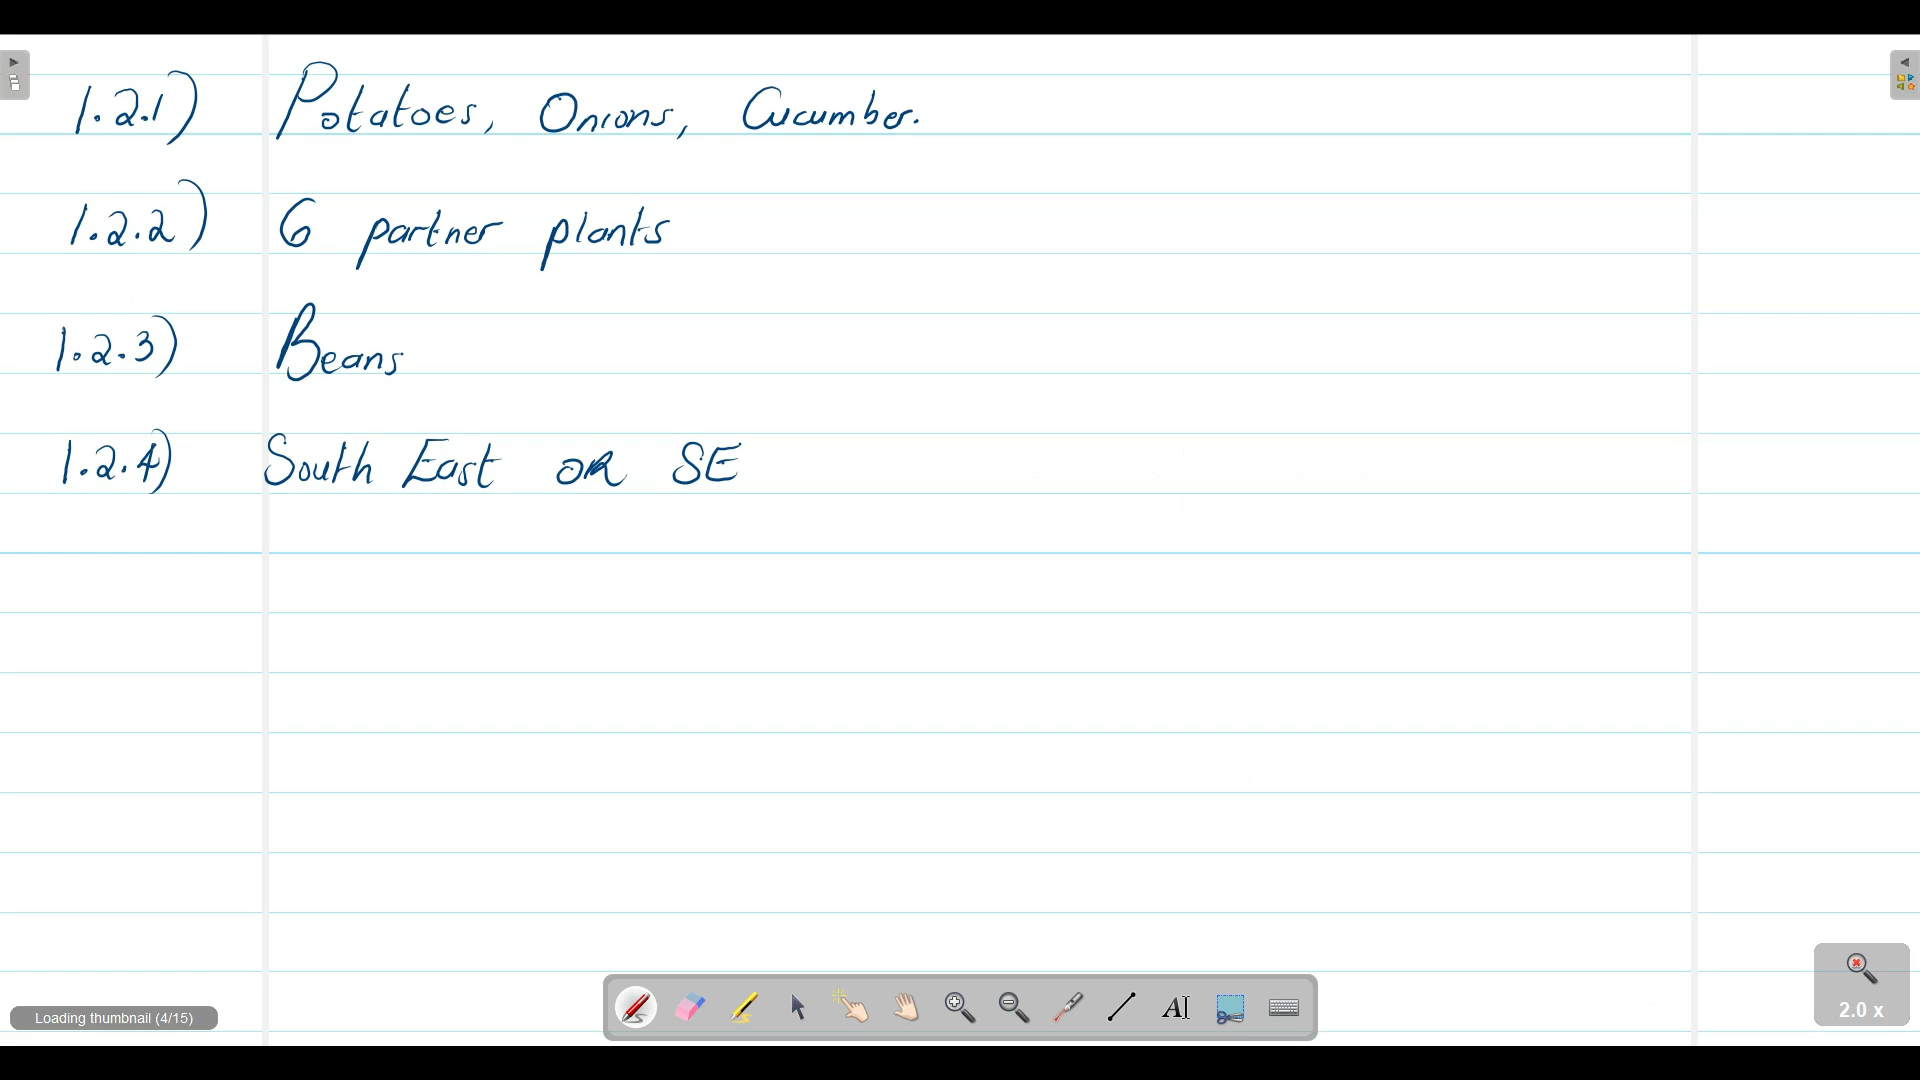 1.2.1) Potatoes, Onions, Cucumber.
1.2.2) 6 partner plants
1.2.3) Beans
1.2.4) South East OR SE
Loading thumbnail (4/15)
2.0 x